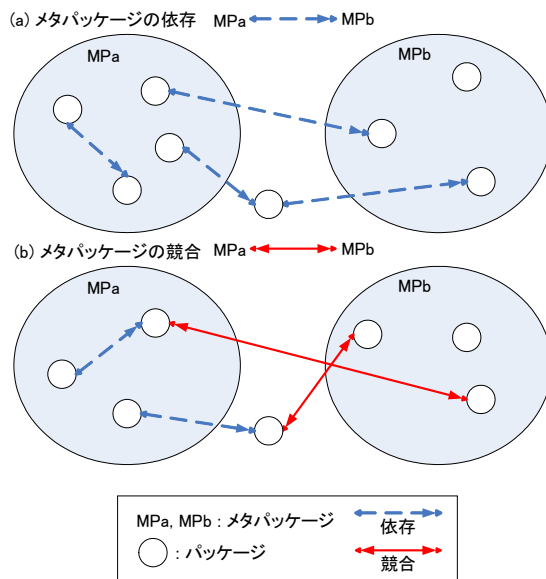 (a) メタパッケージの依存 MPa MPb
MPa
MPb
(b) メタパッケージの競合 MPa MPb
MPa
MPb
MPa, MPb : メタパッケージ
依存
: パッケージ
競合